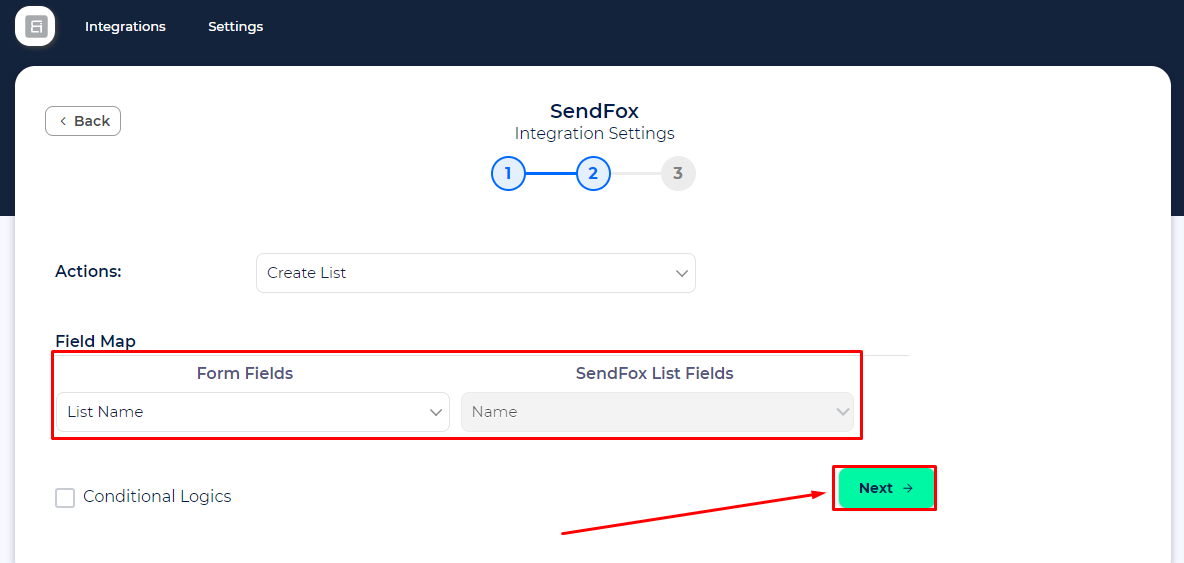 Integrations Settings
Back
SendFox
Integration Settings
1 2 3
Actions: Create List
Field Map
Form Fields SendFox List Fields
List Name Name
Conditional Logics
Next